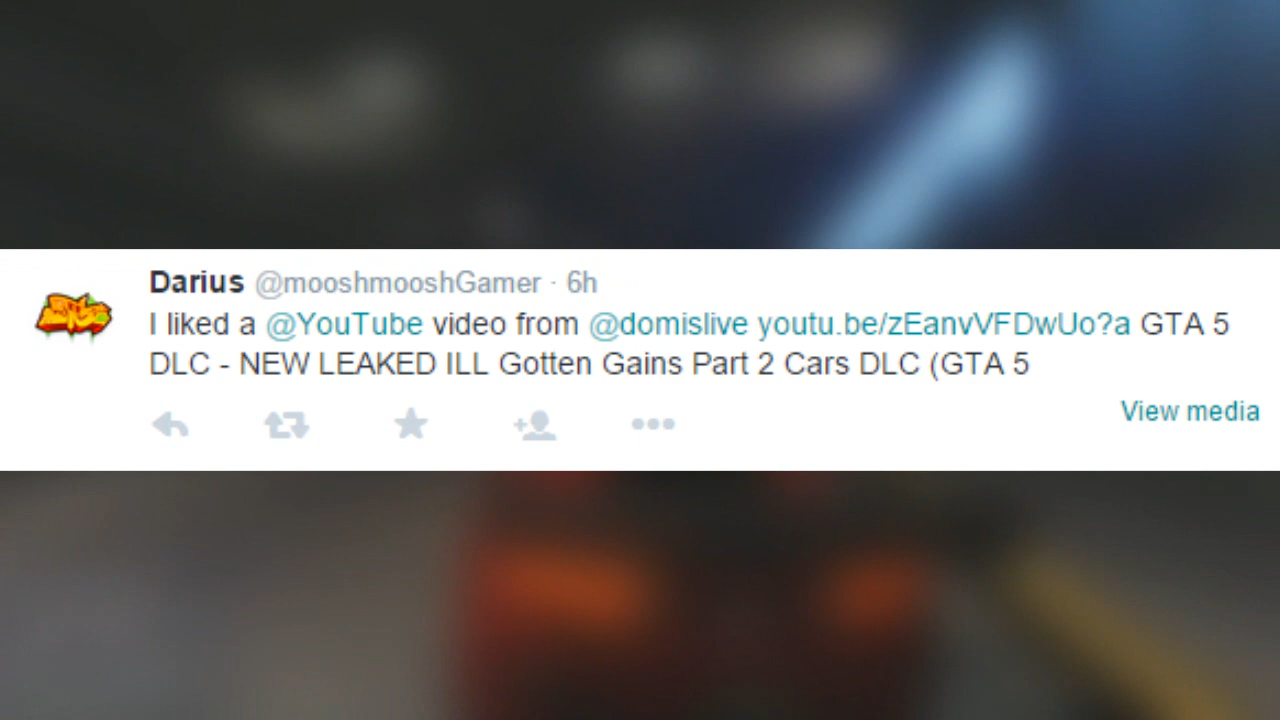 Darius @mooshmooshGamer · 6h
I liked a @YouTube video from @domislive youtu.be/zEanvVFDwUo?a GTA 5
DLC - NEW LEAKED ILL Gotten Gains Part 2 Cars DLC (GTA 5
View media